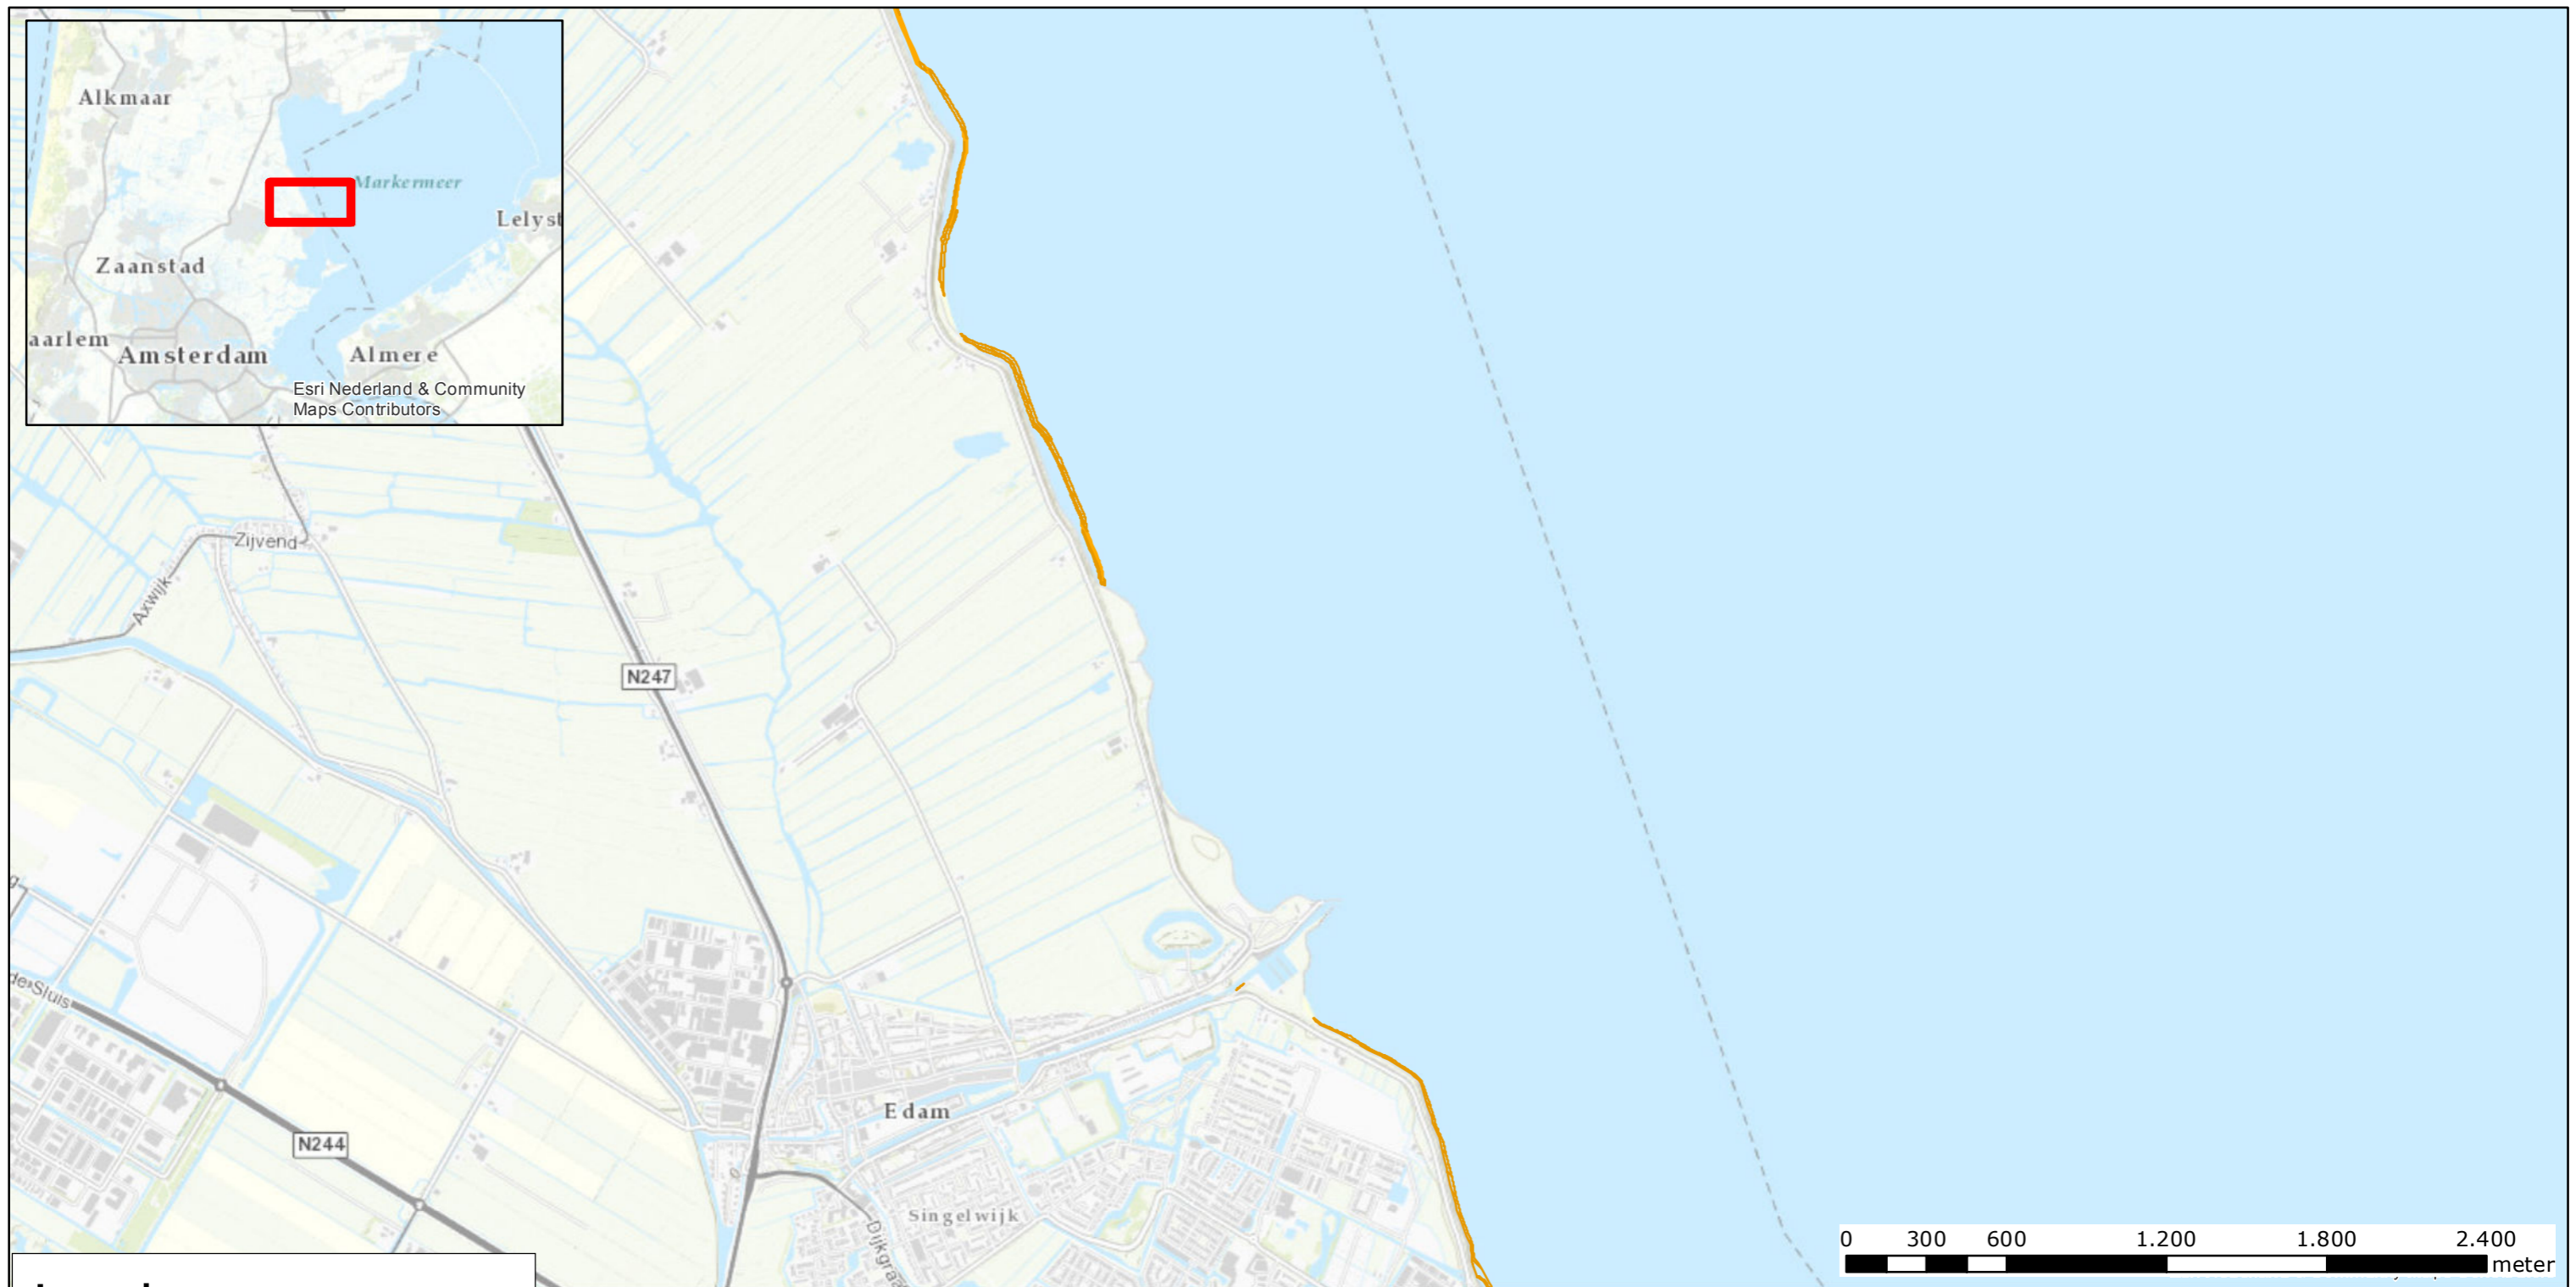 Alkmaar
Markermeer
Lelyst
Zaanstad
aarlem
Amsterdam
Almere
Esri Nederland & Community
Maps Contributors
Zijvend
Axwijk
N247
de Sluis
Edam
N244
Singelwijk
Dijkgraa
0 300 600 1.200 1.800 2.400
meter